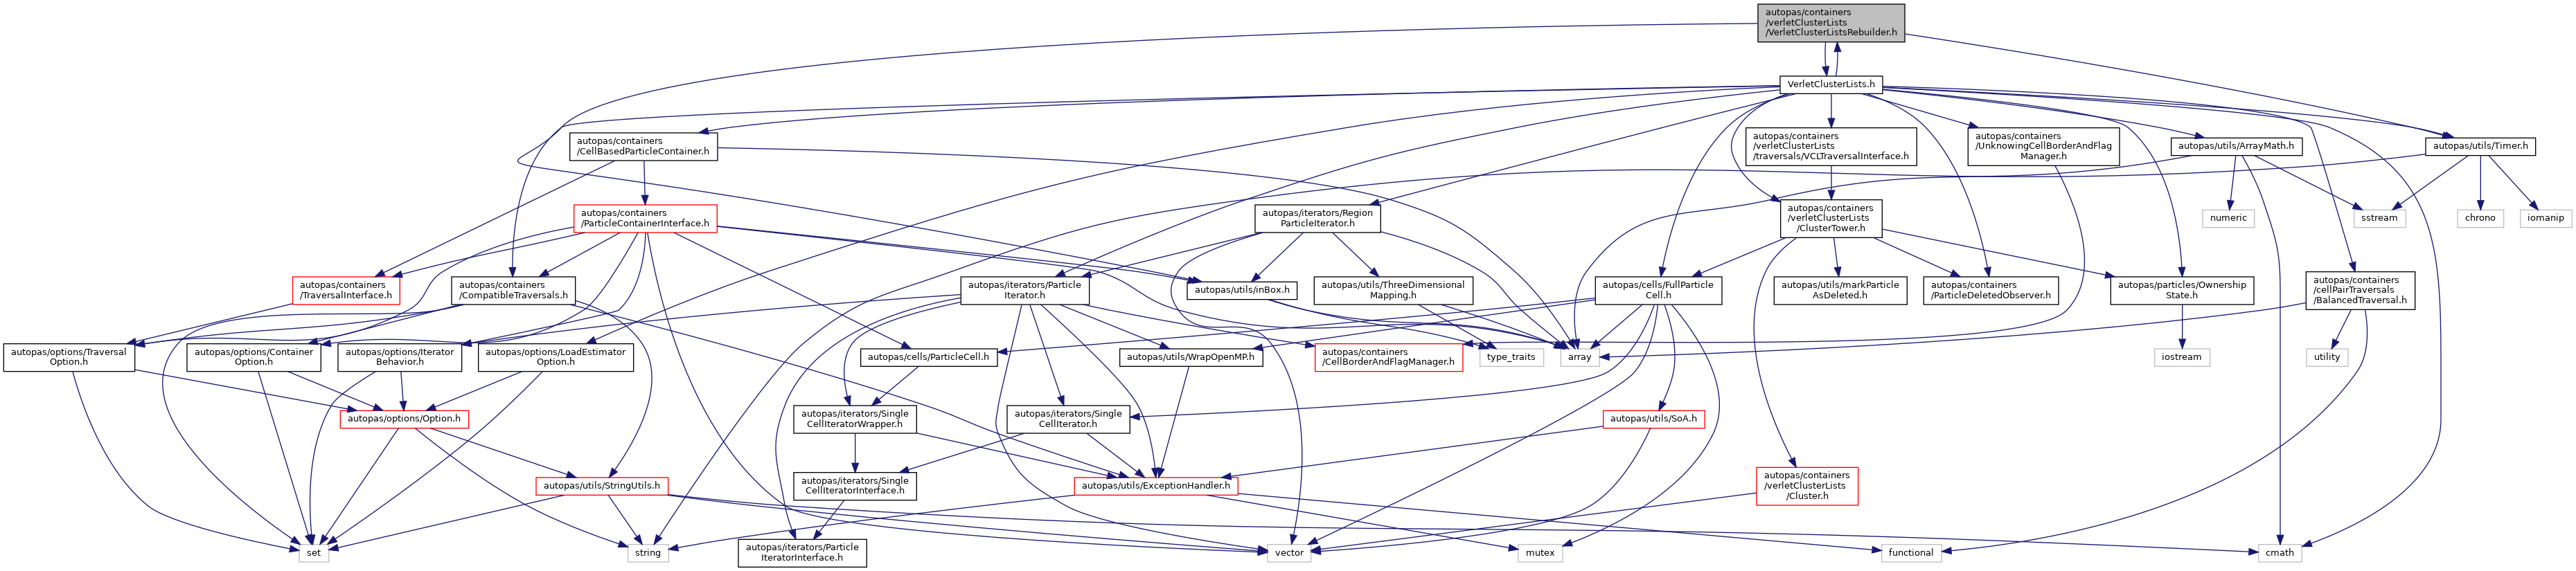 autopas/containers
/verletClusterLists
/VerletClusterListsRebuilder.h
VerletClusterLists.h
autopas/containers
/CellBasedParticleContainer.h
autopas/containers
/verletClusterLists
/traversals/VCLTraversalInterface.h
autopas/containers
/UnknowingCellBorderAndFlag
Manager.h
autopas/utils/ArrayMath.h
autopas/utils/Timer.h
autopas/containers
/ParticleContainerInterface.h
autopas/iterators/Region
ParticleIterator.h
autopas/containers
/verletClusterLists
/ClusterTower.h
numeric
sstream
chrono
iomanip
autopas/containers
/TraversalInterface.h
autopas/containers
/CompatibleTraversals.h
autopas/iterators/Particle
Iterator.h
autopas/utils/inBox.h
autopas/utils/ThreeDimensional
Mapping.h
autopas/cells/FullParticle
Cell.h
autopas/utils/markParticle
AsDeleted.h
autopas/containers
/ParticleDeletedObserver.h
autopas/particles/Ownership
State.h
autopas/containers
/cellPairTraversals
/BalancedTraversal.h
autopas/options/Traversal
Option.h
autopas/options/Container
Option.h
autopas/options/Iterator
Behavior.h
autopas/options/LoadEstimator
Option.h
autopas/cells/ParticleCell.h
autopas/utils/WrapOpenMP.h
autopas/containers
/CellBorderAndFlagManager.h
type_traits
array
iostream
utility
autopas/options/Option.h
autopas/iterators/Single
CellIteratorWrapper.h
autopas/iterators/Single
CellIterator.h
autopas/utils/SoA.h
autopas/utils/StringUtils.h
autopas/iterators/Single
CellIteratorInterface.h
autopas/utils/ExceptionHandler.h
autopas/containers
/verletClusterLists
/Cluster.h
set
string
autopas/iterators/Particle
IteratorInterface.h
vector
mutex
functional
cmath